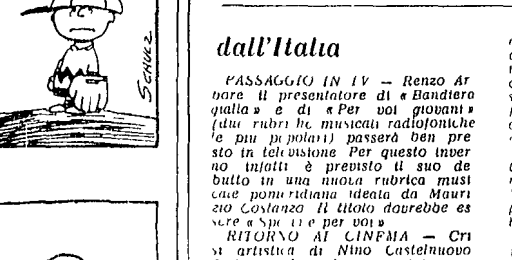 SCHULZ
dall'Italia
PASSAGGIO IN TV — Renzo Ar
bore il presentatore di « Bandiera
gialla » e di « Per voi giovani »
(due rubri he musicali radiofoniche
le piu popolari) passerà ben pre
sto in televisione Per questo inver
no infatti è previsto il suo de
butto in una nuova rubrica musi
cale pomeridiana ideata da Mauri
zio Costanzo Il titolo dovrebbe es
sere « per voi »
RITORNO AL CINEMA — Cri
si artistica di Nino Castelnuovo